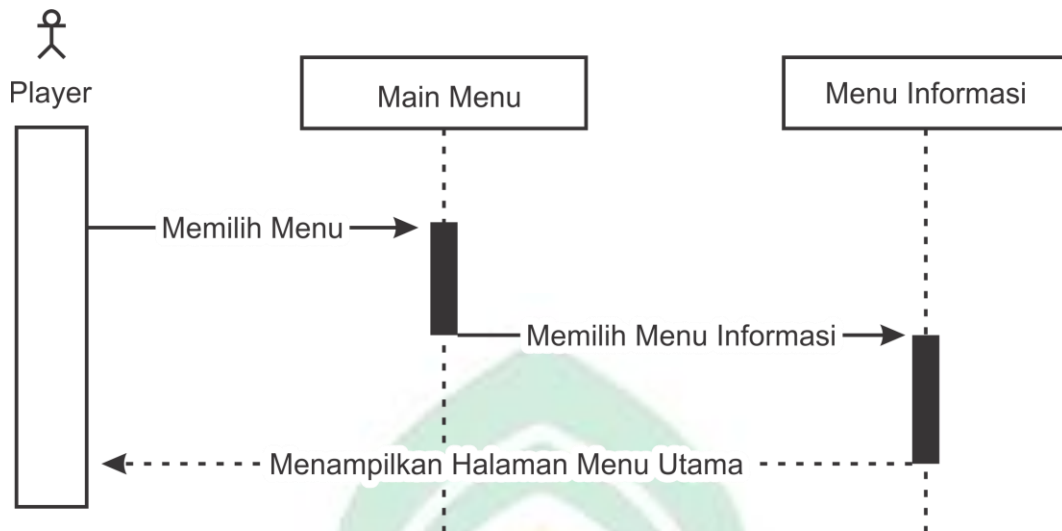 Player
Main Menu
Menu Informasi
Memilih Menu
Memilih Menu Informasi
Menampilkan Halaman Menu Utama